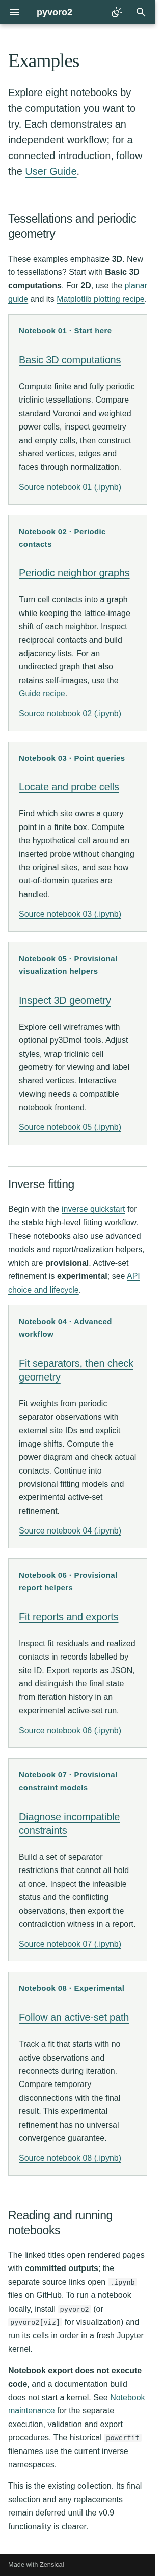 pyvoro2
Examples
Explore eight notebooks by
the computation you want to
try. Each demonstrates an
independent workflow; for a
connected introduction, follow
the User Guide.
Tessellations and periodic
geometry
These examples emphasize 3D. New
to tessellations? Start with Basic 3D
computations. For 2D, use the planar
guide and its Matplotlib plotting recipe.
Notebook 01 · Start here
Basic 3D computations
Compute finite and fully periodic
triclinic tessellations. Compare
standard Voronoi and weighted
power cells, inspect geometry
and empty cells, then construct
shared vertices, edges and
faces through normalization.
Source notebook 01 (.ipynb)
Notebook 02 · Periodic
contacts
Periodic neighbor graphs
Turn cell contacts into a graph
while keeping the lattice-image
shift of each neighbor. Inspect
reciprocal contacts and build
adjacency lists. For an
undirected graph that also
retains self-images, use the
Guide recipe.
Source notebook 02 (.ipynb)
Notebook 03 · Point queries
Locate and probe cells
Find which site owns a query
point in a finite box. Compute
the hypothetical cell around an
inserted probe without changing
the original sites, and see how
out-of-domain queries are
handled.
Source notebook 03 (.ipynb)
Notebook 05 · Provisional
visualization helpers
Inspect 3D geometry
Explore cell wireframes with
optional py3Dmol tools. Adjust
styles, wrap triclinic cell
geometry for viewing and label
shared vertices. Interactive
viewing needs a compatible
notebook frontend.
Source notebook 05 (.ipynb)
Inverse fitting
Begin with the inverse quickstart for
the stable high-level fitting workflow.
These notebooks also use advanced
models and report/realization helpers,
which are provisional. Active-set
refinement is experimental; see API
choice and lifecycle.
Notebook 04 · Advanced
workflow
Fit separators, then check
geometry
Fit weights from periodic
separator observations with
external site IDs and explicit
image shifts. Compute the
power diagram and check actual
contacts. Continue into
provisional fitting models and
experimental active-set
refinement.
Source notebook 04 (.ipynb)
Notebook 06 · Provisional
report helpers
Fit reports and exports
Inspect fit residuals and realized
contacts in records labelled by
site ID. Export reports as JSON,
and distinguish the final state
from iteration history in an
experimental active-set run.
Source notebook 06 (.ipynb)
Notebook 07 · Provisional
constraint models
Diagnose incompatible
constraints
Build a set of separator
restrictions that cannot all hold
at once. Inspect the infeasible
status and the conflicting
observations, then export the
contradiction witness in a report.
Source notebook 07 (.ipynb)
Notebook 08 · Experimental
Follow an active-set path
Track a fit that starts with no
active observations and
reconnects during iteration.
Compare temporary
disconnections with the final
result. This experimental
refinement has no universal
convergence guarantee.
Source notebook 08 (.ipynb)
Reading and running
notebooks
The linked titles open rendered pages
with committed outputs; the
separate source links open .ipynb
files on GitHub. To run a notebook
locally, install pyvoro2 (or
pyvoro2[viz] for visualization) and
run its cells in order in a fresh Jupyter
kernel.
Notebook export does not execute
code, and a documentation build
does not start a kernel. See Notebook
maintenance for the separate
execution, validation and export
procedures. The historical powerfit
filenames use the current inverse
namespaces.
This is the existing collection. Its final
selection and any replacements
remain deferred until the v0.9
functionality is clearer.
Made with Zensical